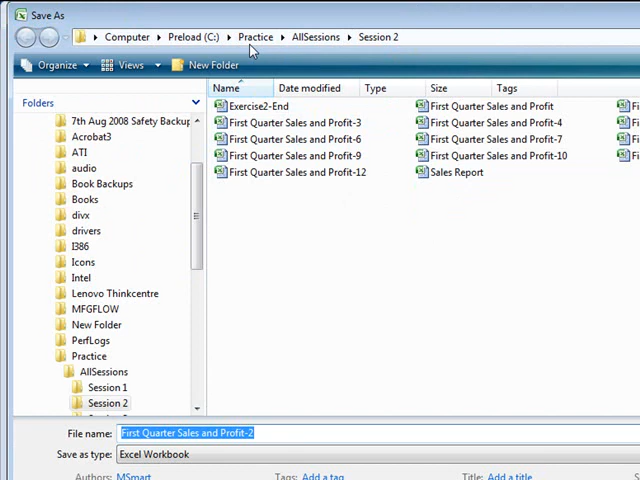 Save As
Computer Preload (C:) Practice AllSessions Session 2
Organize Views New Folder
Folders
Name Date modified Type Size Tags
7th Aug 2008 Safety Backup
Acrobat3
ATI
audio
Book Backups
Books
divx
drivers
I386
Icons
Intel
Lenovo Thinkcentre
MFGFLOW
New Folder
PerfLogs
Practice
AllSessions
Session 1
Session 2
Exercise2-End First Quarter Sales and Profit
First Quarter Sales and Profit-3 First Quarter Sales and Profit-4
First Quarter Sales and Profit-6 First Quarter Sales and Profit-7
First Quarter Sales and Profit-9 First Quarter Sales and Profit-10
First Quarter Sales and Profit-12 Sales Report
File name: First Quarter Sales and Profit-2
Save as type: Excel Workbook
Authors: MSmart Tags: Add a tag Title: Add a title